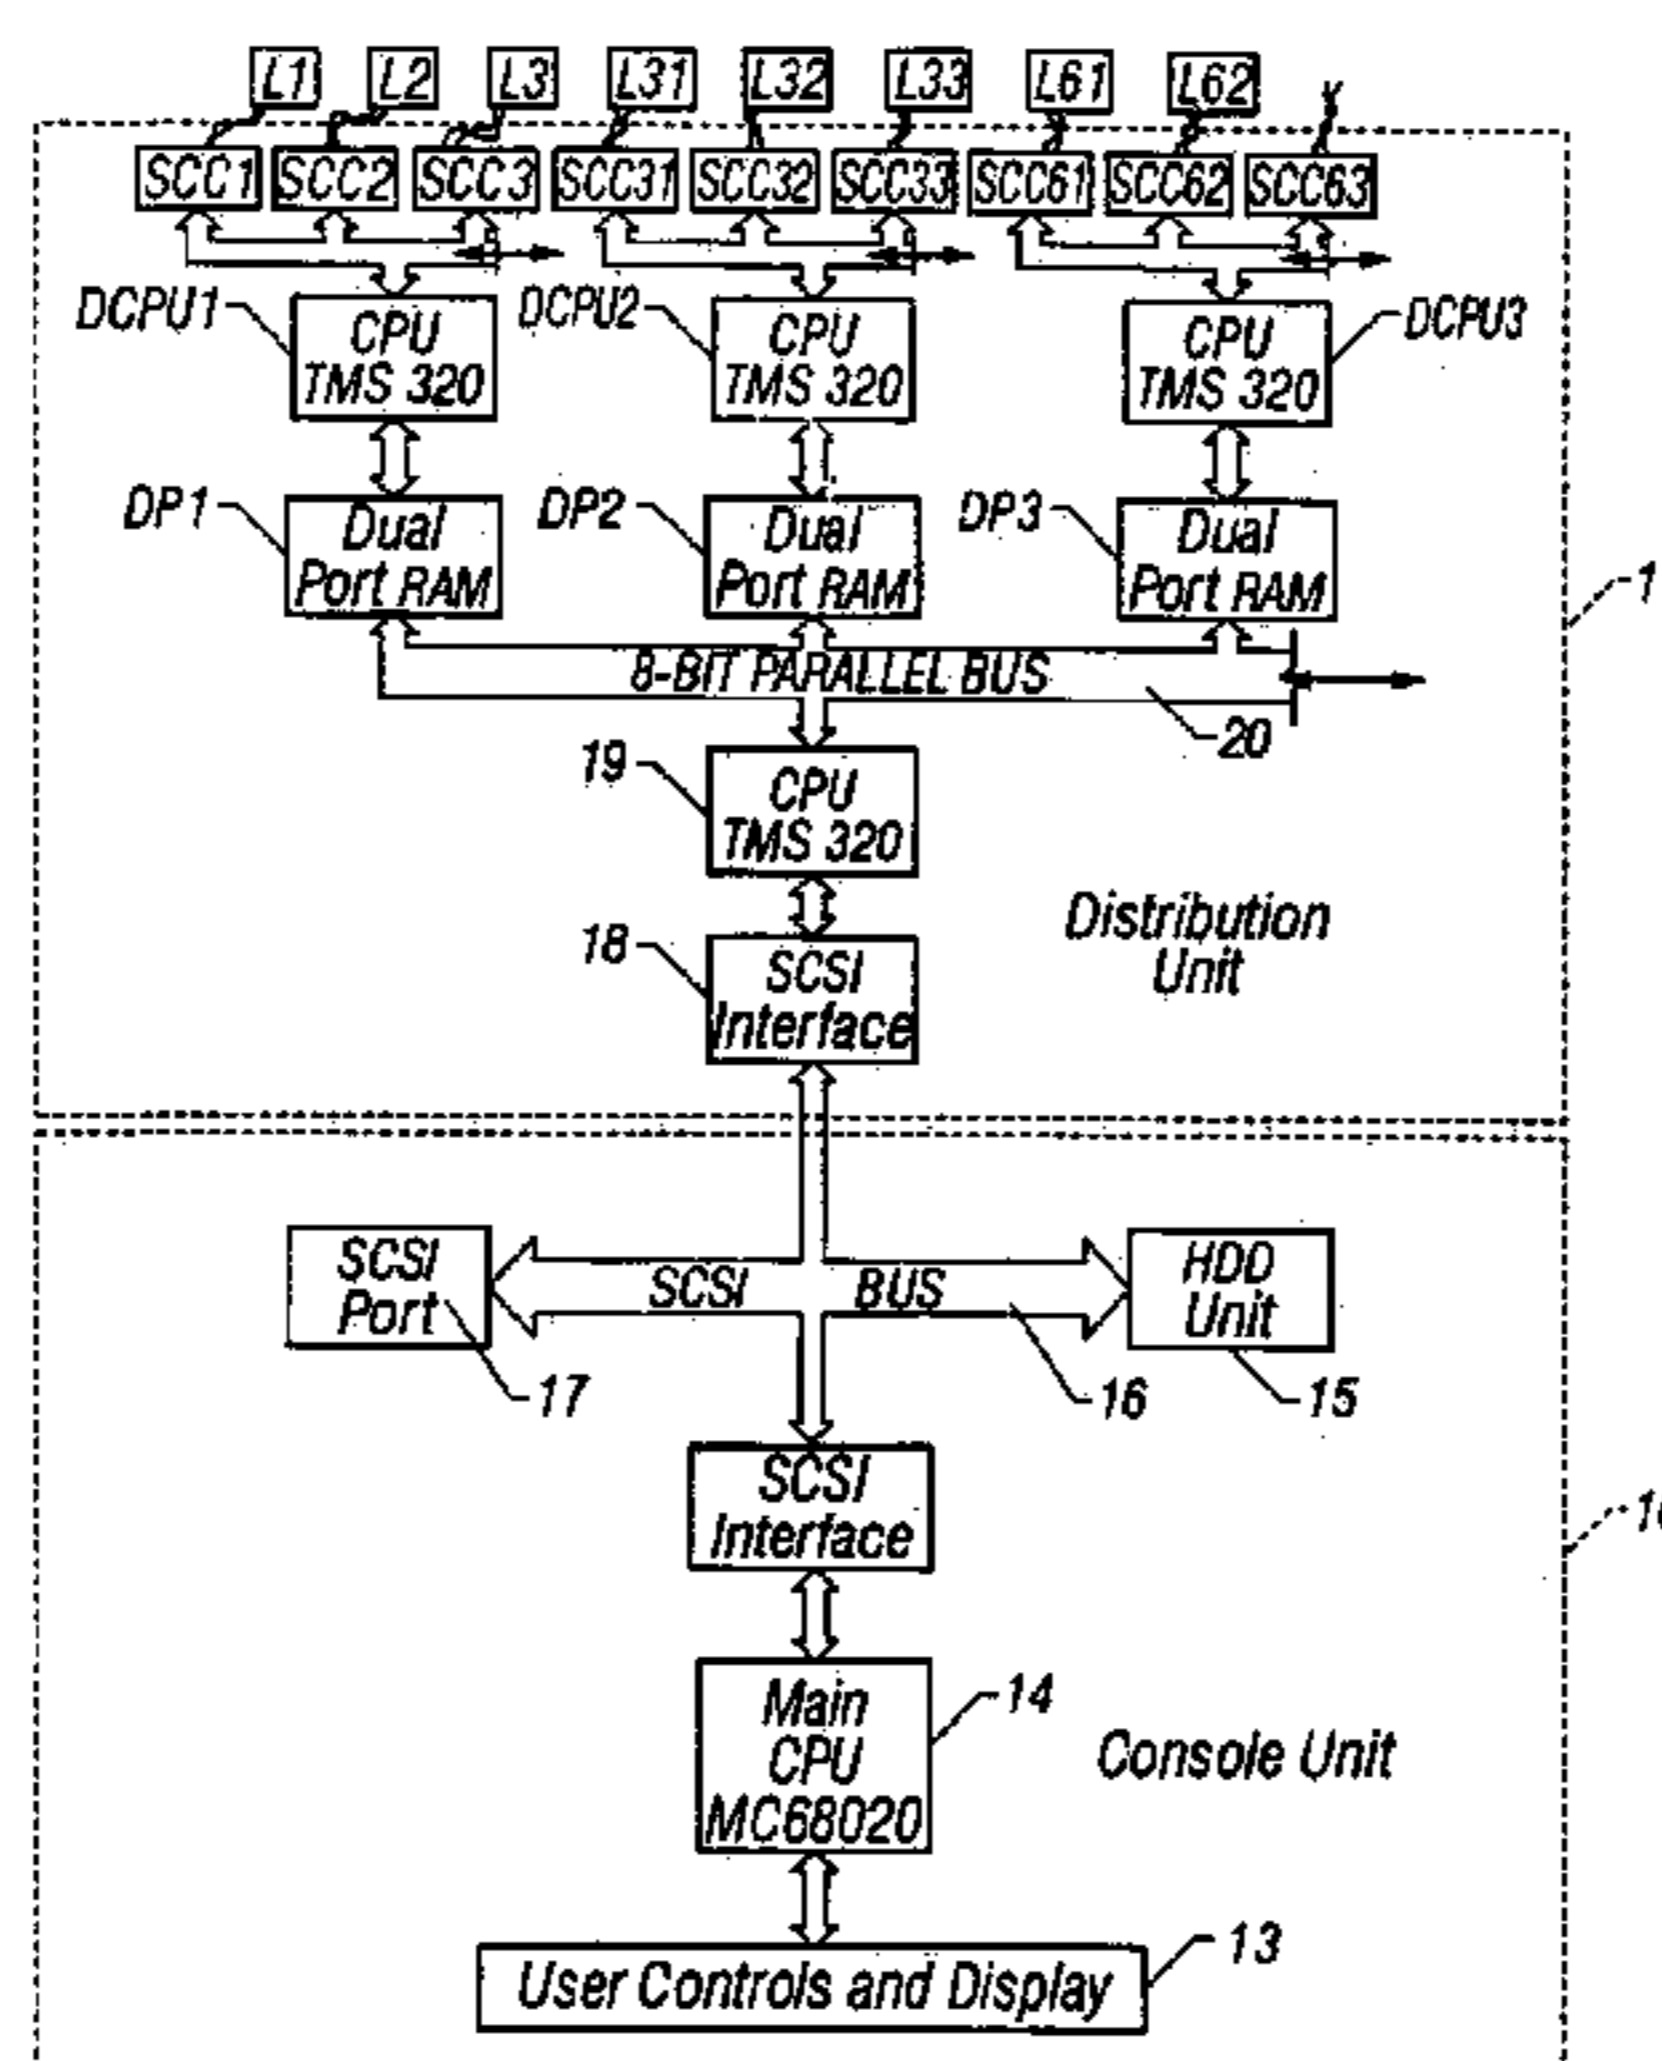 L1 L2 L3 L31 L32 L33 L61 L62
SCC1 SCC2 SCC3 SCC31 SCC32 SCC33 SCC61 SCC62 SCC63
DCPU1
CPU
TMS 320
DCPU2
CPU
TMS 320
CPU
TMS 320
DCPU3
DP1
Dual
Port RAM
DP2
Dual
Port RAM
DP3
Dual
Port RAM
1
8-BIT PARALLEL BUS
20
19
CPU
TMS 320
Distribution
Unit
18
SCSI
Interface
SCSI
Port
17
SCSI BUS
16
HDD
Unit
15
SCSI
Interface
Main
CPU
MC68020
14
Console Unit
User Controls and Display
13